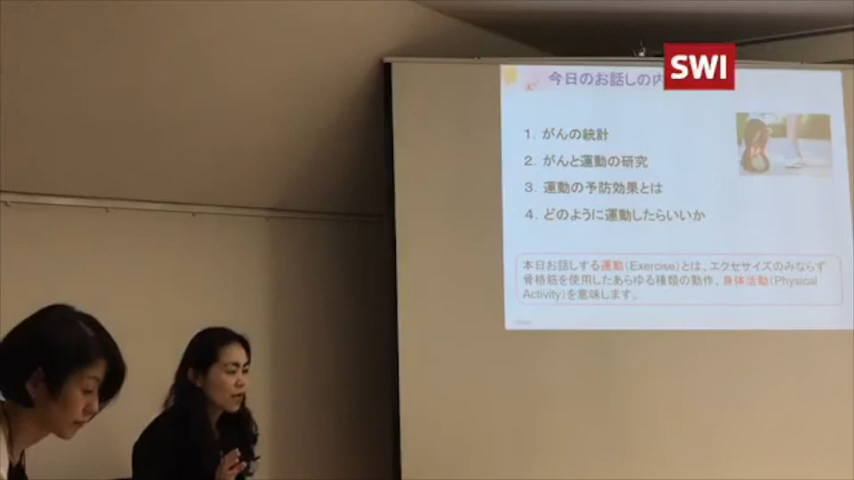 SWI
今日のお話しの内
1. がんの統計
2. がんと運動の研究
3. 運動の予防効果とは
4. どのように運動したらいいか
本日お話しする運動(Exercise)とは、エクセサイズのみならず
骨格筋を使用したあらゆる種類の動作、身体活動(Physical
Activity)を意味します。